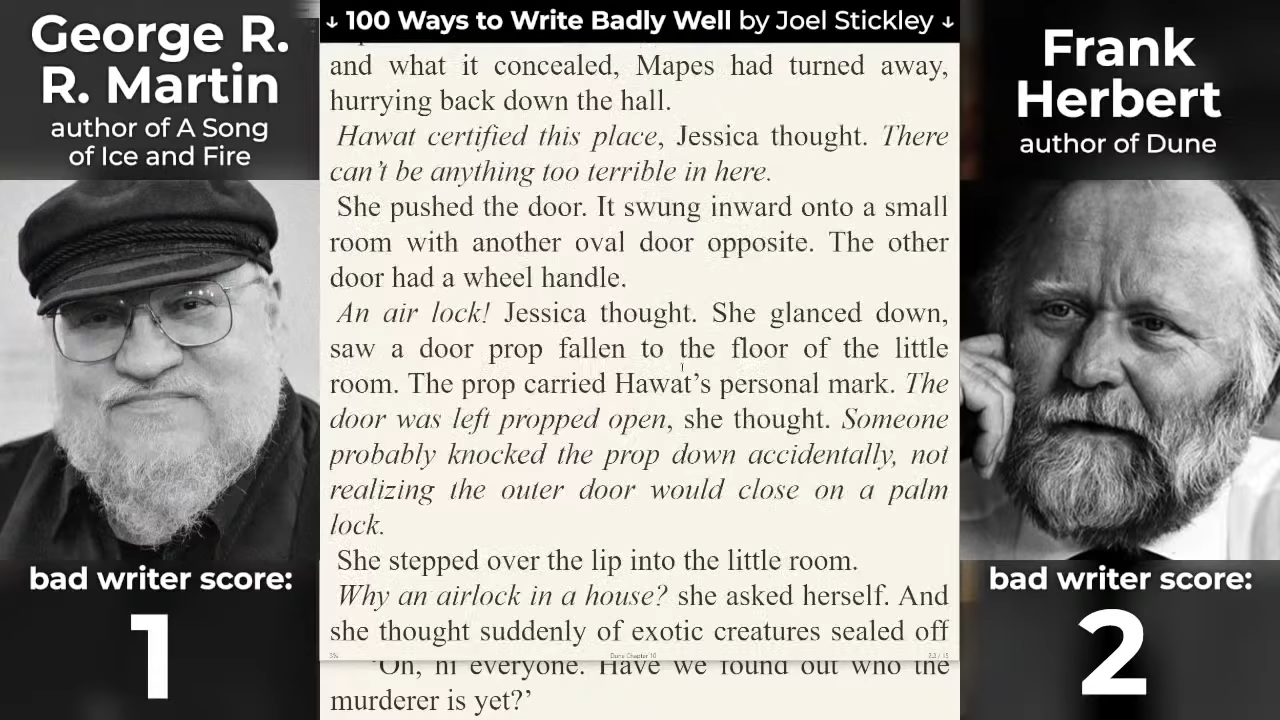 George R.
R. Martin
author of A Song
of Ice and Fire
bad writer score:
1
↓ 100 Ways to Write Badly Well by Joel Stickley ↓
and what it concealed, Mapes had turned away,
hurrying back down the hall.
Hawat certified this place, Jessica thought. There
can’t be anything too terrible in here.
She pushed the door. It swung inward onto a small
room with another oval door opposite. The other
door had a wheel handle.
An air lock! Jessica thought. She glanced down,
saw a door prop fallen to the floor of the little
room. The prop carried Hawat’s personal mark. The
door was left propped open, she thought. Someone
probably knocked the prop down accidentally, not
realizing the outer door would close on a palm
lock.
She stepped over the lip into the little room.
Why an airlock in a house? she asked herself. And
she thought suddenly of exotic creatures sealed off
Dune Chapter 10
‘Oh, hi everyone. Have we found out who the
murderer is yet?’
Frank
Herbert
author of Dune
bad writer score:
2